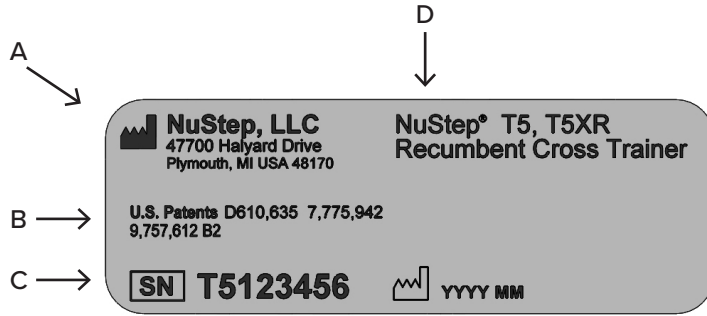 D
A
NuStep, LLC
47700 Halyard Drive
Plymouth, MI USA 48170
NuStep® T5, T5XR
Recumbent Cross Trainer
B
U.S. Patents D610,635 7,775,942
9,757,612 B2
C
SN T5123456
YYYY MM